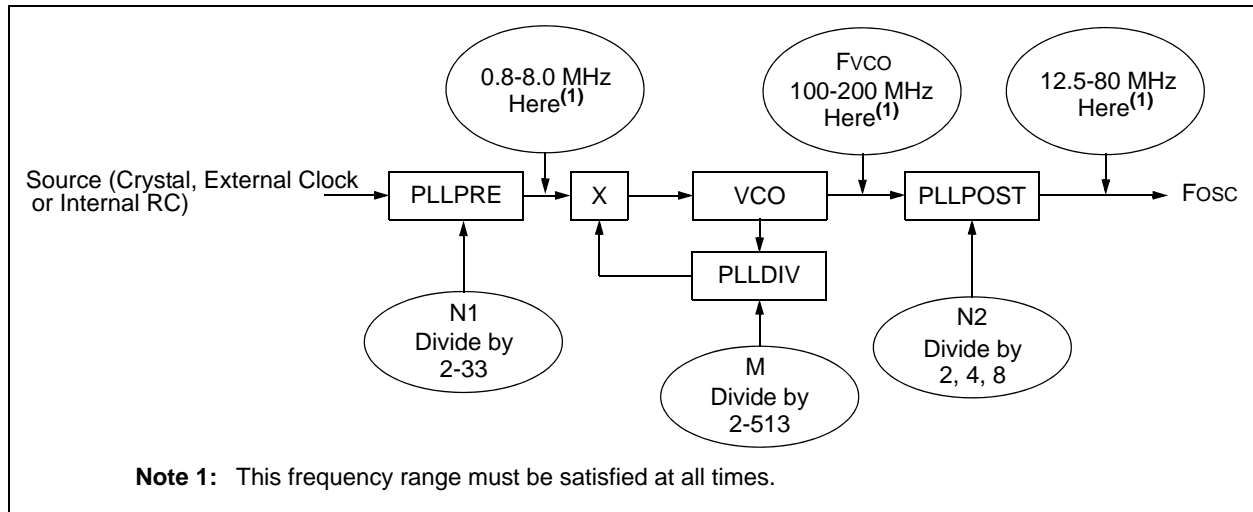 0.8-8.0 MHz
Here(1)
FVCO
100-200 MHz
Here(1)
12.5-80 MHz
Here(1)
Source (Crystal, External Clock
or Internal RC)
PLLPRE
X
VCO
PLLPOST
FOSC
PLLDIV
N1
Divide by
2-33
M
Divide by
2-513
N2
Divide by
2, 4, 8
Note 1: This frequency range must be satisfied at all times.